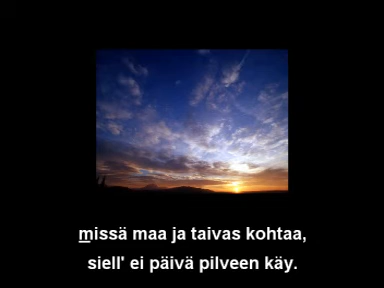 missä maa ja taivas kohtaa,
siell' ei päivä pilveen käy.